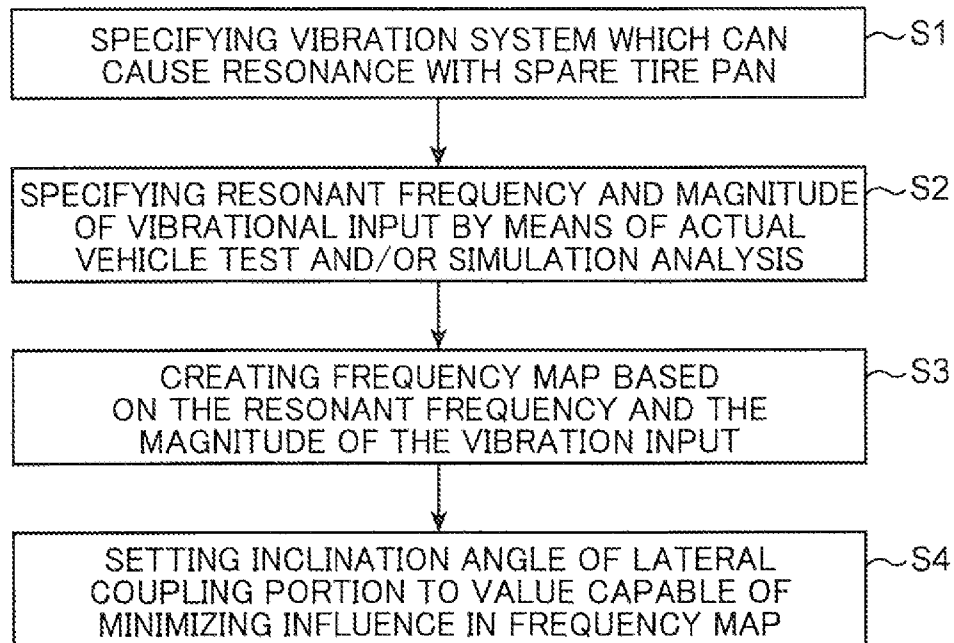 SPECIFYING VIBRATION SYSTEM WHICH CAN
CAUSE RESONANCE WITH SPARE TIRE PAN
S1
SPECIFYING RESONANT FREQUENCY AND MAGNITUDE
OF VIBRATIONAL INPUT BY MEANS OF ACTUAL
VEHICLE TEST AND/OR SIMULATION ANALYSIS
S2
CREATING FREQUENCY MAP BASED
ON THE RESONANT FREQUENCY AND THE
MAGNITUDE OF THE VIBRATION INPUT
S3
SETTING INCLINATION ANGLE OF LATERAL
COUPLING PORTION TO VALUE CAPABLE OF
MINIMIZING INFLUENCE IN FREQUENCY MAP
S4